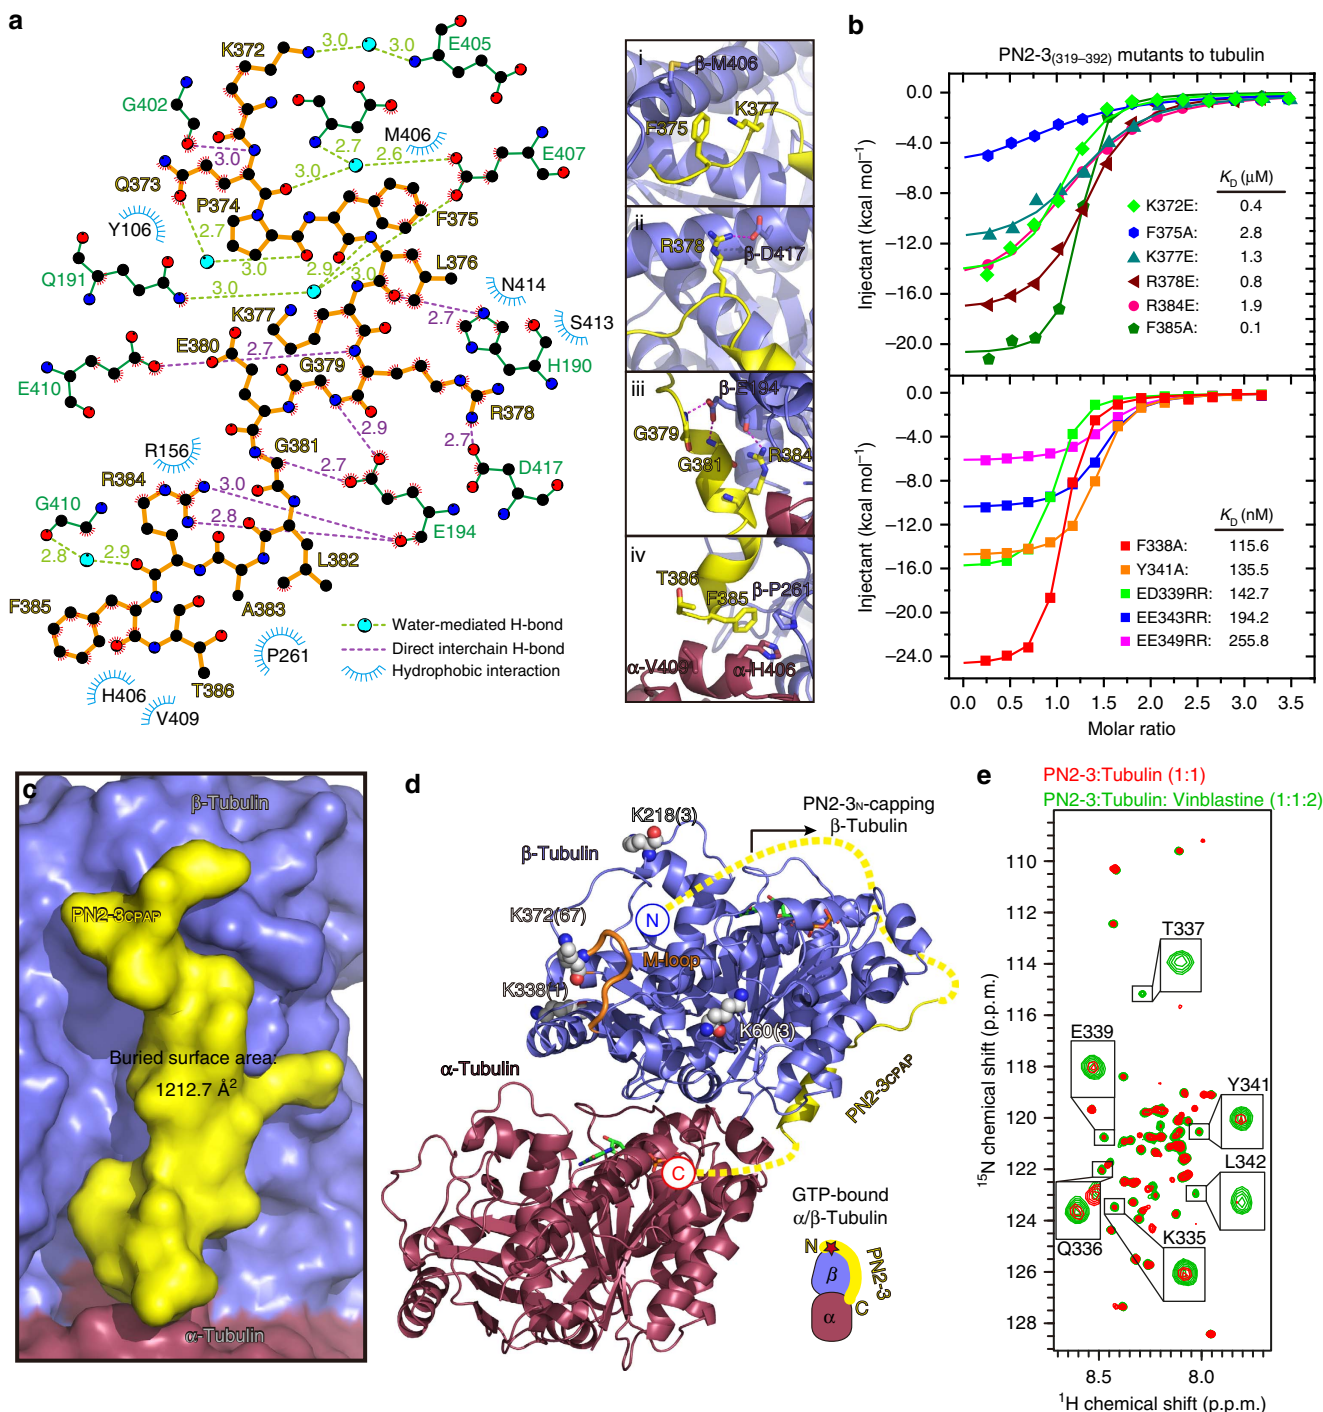 a
K372
3.0
3.0
E405
G402
M406
2.7
2.6
3.0
3.0
E407
Q373
P374
F375
Y106
2.7
3.0
2.9
3.0
L376
Q191
3.0
N414
K377
2.7
S413
E380
2.7
G379
H190
E410
R378
2.9
2.7
R156
G381
2.7
D417
R384
3.0
G410
2.8
E194
2.8
2.9
L382
F385
A383
P261
T386
H406
V409
Water-mediated H-bond
Direct interchain H-bond
Hydrophobic interaction
i
β-M406
K377
F375
ii
R378
β-D417
iii
β-E194
G379
G381
R384
iv
T386
β-P261
F385
α-V409
α-H406
b
PN2-3(319–392) mutants to tubulin
0.0
−4.0
−8.0
−12.0
−16.0
−20.0
Injectant (kcal mol−1)
KD (μM)
K372E: 0.4
F375A: 2.8
K377E: 1.3
R378E: 0.8
R384E: 1.9
F385A: 0.1
0.0
−4.0
−8.0
−12.0
−16.0
−20.0
−24.0
Injectant (kcal mol−1)
KD (nM)
F338A: 115.6
Y341A: 135.5
ED339RR: 142.7
EE343RR: 194.2
EE349RR: 255.8
0.0 0.5 1.0 1.5 2.0 2.5 3.0 3.5
Molar ratio
c
β-Tubulin
PN2-3CPAP
Buried surface area:
1212.7 Å2
α-Tubulin
d
PN2-3N-capping
β-Tubulin
K218(3)
β-Tubulin
N
K372(67)
M-loop
K338(1)
K60(3)
α-Tubulin
PN2-3CPAP
C
GTP-bound
α/β-Tubulin
N
PN2-3
β
α
C
e
PN2-3:Tubulin (1:1)
PN2-3:Tubulin: Vinblastine (1:1:2)
110
112
114
116
118
120
122
124
126
128
15N chemical shift (p.p.m.)
T337
E339
Y341
L342
Q336
K335
8.5 8.0
1H chemical shift (p.p.m.)